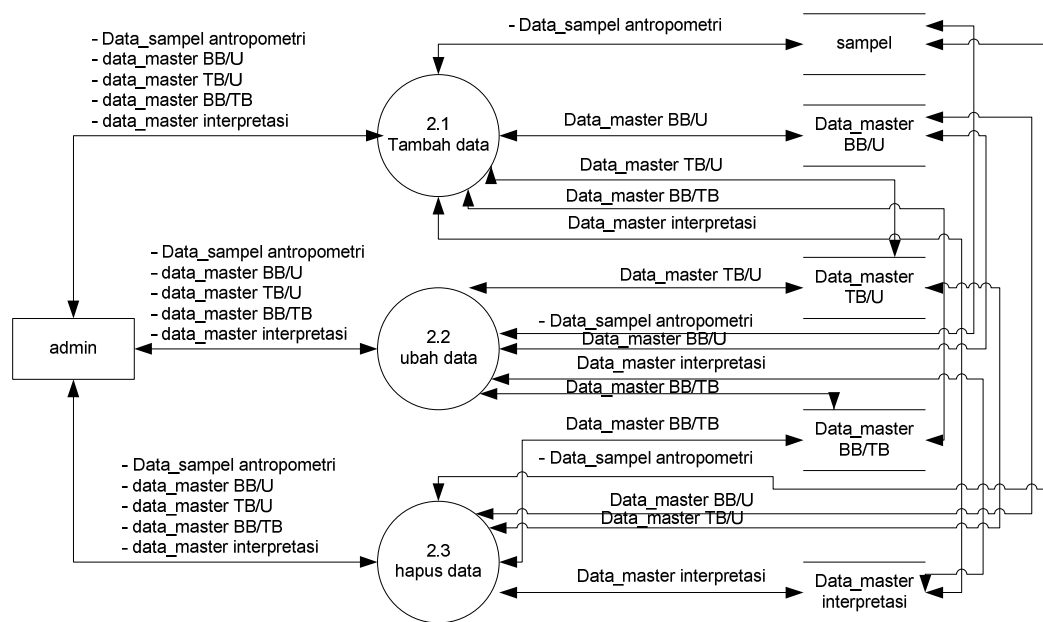 - Data_sampel antropometri
- data_master BB/U
- data_master TB/U
- data_master BB/TB
- data_master interpretasi
- Data_sampel antropometri
sampel
2.1
Tambah data
Data_master BB/U
Data_master
BB/U
Data_master TB/U
Data_master BB/TB
Data_master interpretasi
- Data_sampel antropometri
- data_master BB/U
- data_master TB/U
- data_master BB/TB
- data_master interpretasi
admin
2.2
ubah data
Data_master TB/U
Data_master
TB/U
- Data_sampel antropometri
Data_master BB/U
Data_master interpretasi
Data_master BB/TB
Data_master BB/TB
Data_master
BB/TB
- Data_sampel antropometri
- Data_sampel antropometri
- data_master BB/U
- data_master TB/U
- data_master BB/TB
- data_master interpretasi
Data_master BB/U
Data_master TB/U
2.3
hapus data
Data_master interpretasi
Data_master
interpretasi